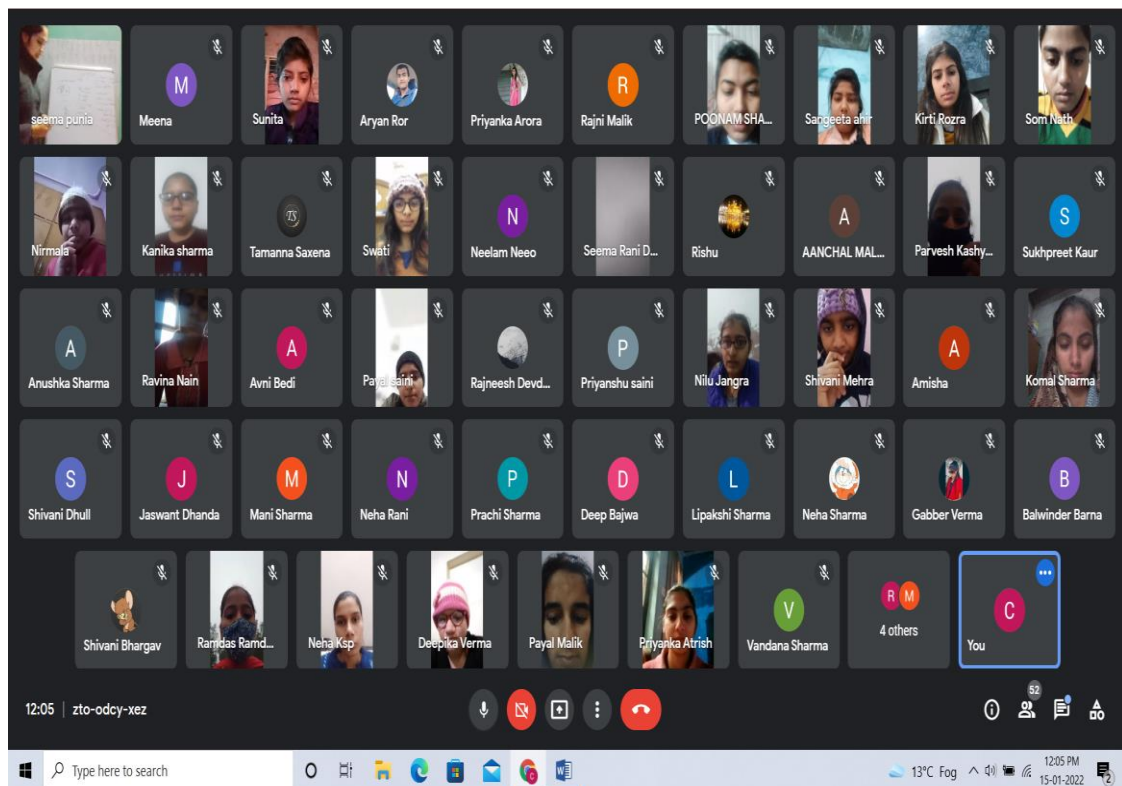 seema punia
M
Meena
Sunita
Aryan Ror
Priyanka Arora
R
Rajni Malik
POONAM SHA...
Sangeeta ahir
Kirti Rozra
Som Nath
Nirmala
Kanika sharma
TS
Tamanna Saxena
Swati
N
Neelam Neeo
Seema Rani D...
Rishu
A
AANCHAL MAL...
Parvesh Kashy...
S
Sukhpreet Kaur
A
Anushka Sharma
Ravina Nain
A
Avni Bedi
Payal saini
Rajneesh Devd...
P
Priyanshu saini
Nilu Jangra
Shivani Mehra
A
Amisha
Komal Sharma
S
Shivani Dhull
J
Jaswant Dhanda
M
Mani Sharma
N
Neha Rani
P
Prachi Sharma
D
Deep Bajwa
L
Lipakshi Sharma
Neha Sharma
Gabber Verma
B
Balwinder Barna
Shivani Bhargav
Ramdas Ramd...
Neha Ksp
Deepika Verma
Payal Malik
Priyanka Atrish
V
Vandana Sharma
R M
4 others
C
You
12:05 | zto-odcy-xez
52
Type here to search
13°C Fog
12:05 PM
15-01-2022
2